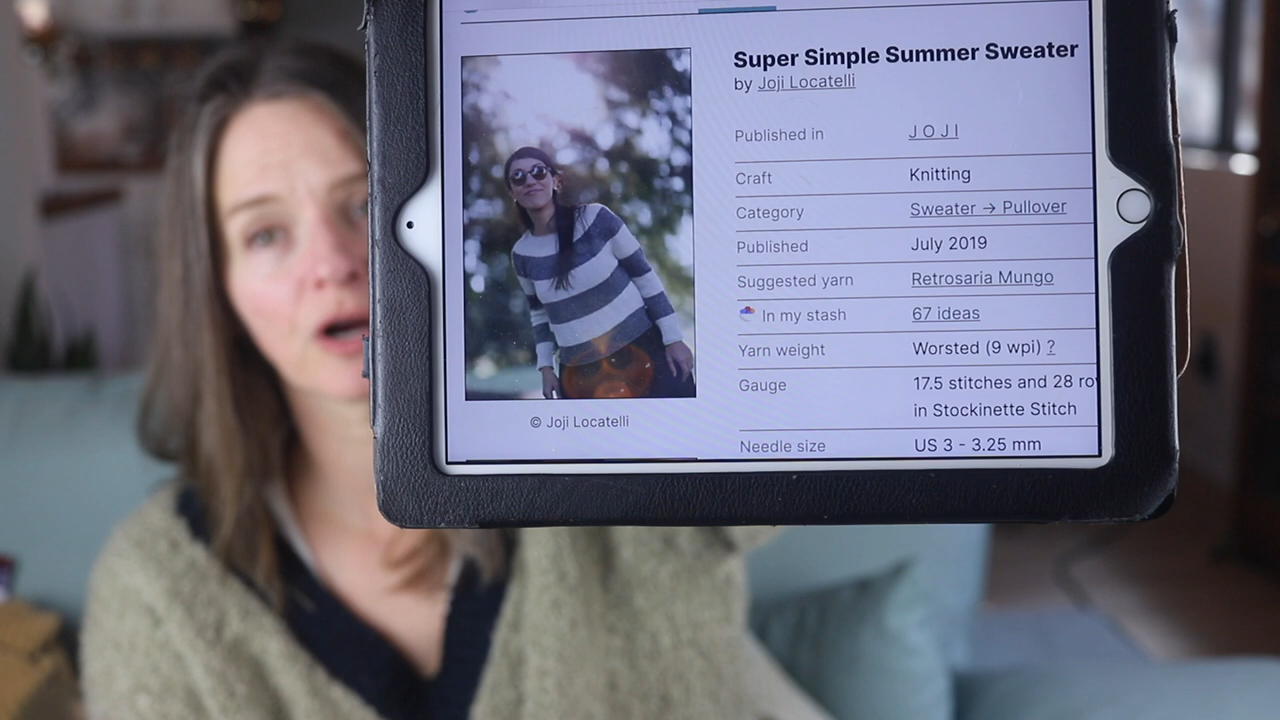 Super Simple Summer Sweater
by Joji Locatelli
Published in J O J I
Craft Knitting
Category Sweater → Pullover
Published July 2019
Suggested yarn Retrosaria Mungo
In my stash 67 ideas
Yarn weight Worsted (9 wpi) ?
Gauge 17.5 stitches and 28
in Stockinette Stitch
Needle size US 3 - 3.25 mm
© Joji Locatelli